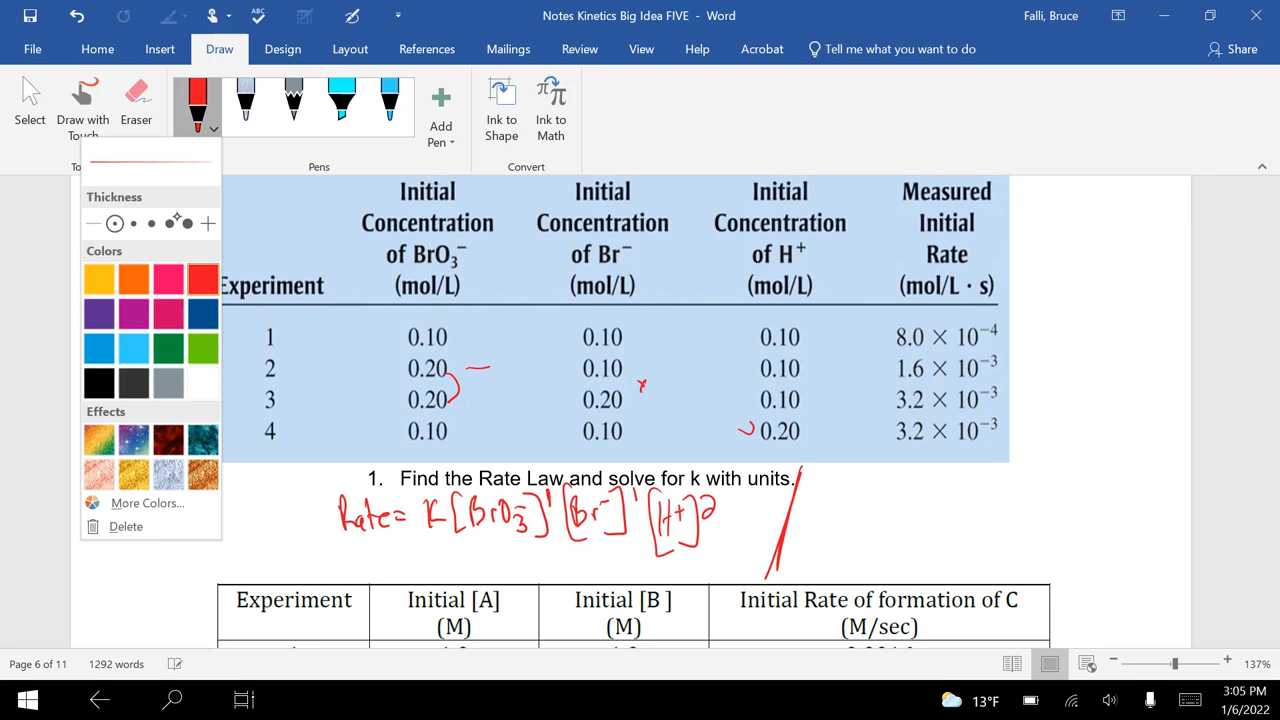 Notes Kinetics Big Idea FIVE - Word
Falli, Bruce
File Home Insert Draw Design Layout References Mailings Review View Help Acrobat Tell me what you want to do Share
Select Draw with Touch Eraser Add Pen Ink to Shape Ink to Math
Pens Convert
Thickness
Colors
Effects
More Colors...
Delete
Experiment Initial Concentration of BrO₃⁻ (mol/L) Initial Concentration of Br⁻ (mol/L) Initial Concentration of H⁺ (mol/L) Measured Initial Rate (mol/L · s)
1 0.10 0.10 0.10 8.0 × 10⁻⁴
2 0.20 0.10 0.10 1.6 × 10⁻³
3 0.20 0.20 0.10 3.2 × 10⁻³
4 0.10 0.10 0.20 3.2 × 10⁻³
1. Find the Rate Law and solve for k with units.
Rate = K[BrO₃⁻]¹[Br⁻]¹[H+]2
Experiment Initial [A] (M) Initial [B ] (M) Initial Rate of formation of C (M/sec)
Page 6 of 11 1292 words 137%
13°F 3:05 PM
1/6/2022